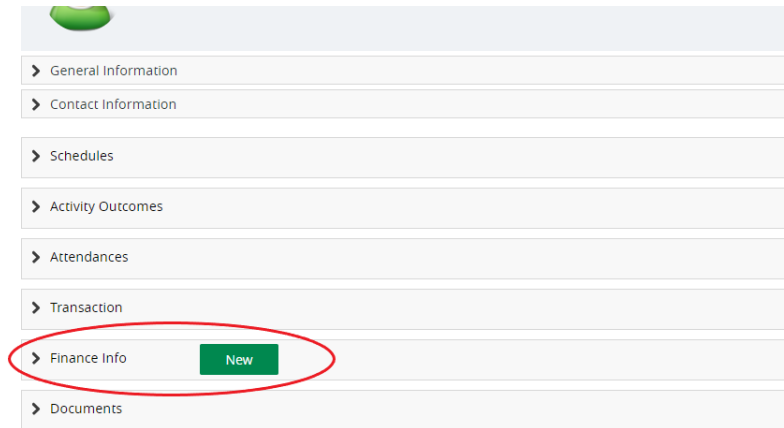 General Information
Contact Information
Schedules
Activity Outcomes
Attendances
Transaction
Finance Info New
Documents